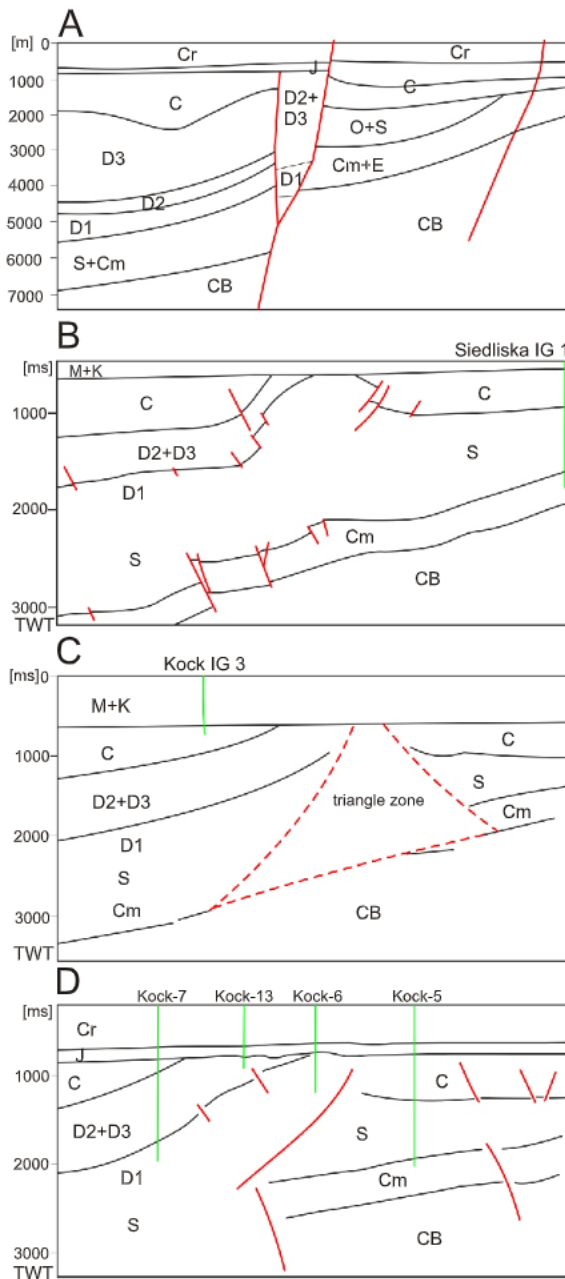 A
[m] 0
Cr
Cr
J
1000
C
D2+
D3
C
2000
O+S
3000
D3
Cm+E
4000
D2
D1
5000
D1
CB
6000
S+Cm
7000
CB
B
[ms]
Siedliska IG 1
M+K
1000
C
C
D2+D3
S
D1
2000
Cm
S
CB
3000
TWT
C
[ms] 0
Kock IG 3
M+K
1000
C
C
D2+D3
triangle zone
S
2000
D1
Cm
S
Cm
CB
3000
TWT
D
Kock-7
Kock-13
Kock-6
Kock-5
[ms]
Cr
J
1000
C
C
D2+D3
S
2000
D1
Cm
S
CB
3000
TWT